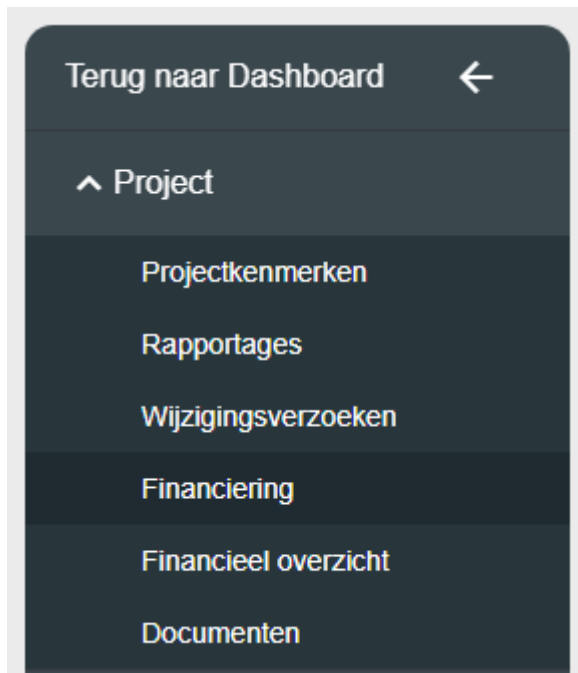 Terug naar Dashboard
Project
Projectkenmerken
Rapportages
Wijzigingsverzoeken
Financiering
Financieel overzicht
Documenten